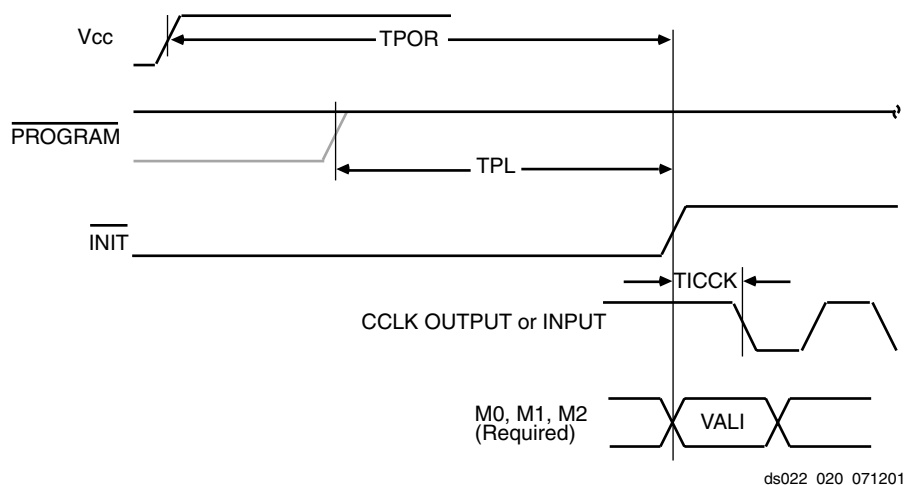 Vcc
TPOR
PROGRAM
TPL
INIT
TICCK
CCLK OUTPUT or INPUT
M0, M1, M2
(Required)
VALI
ds022_020_071201